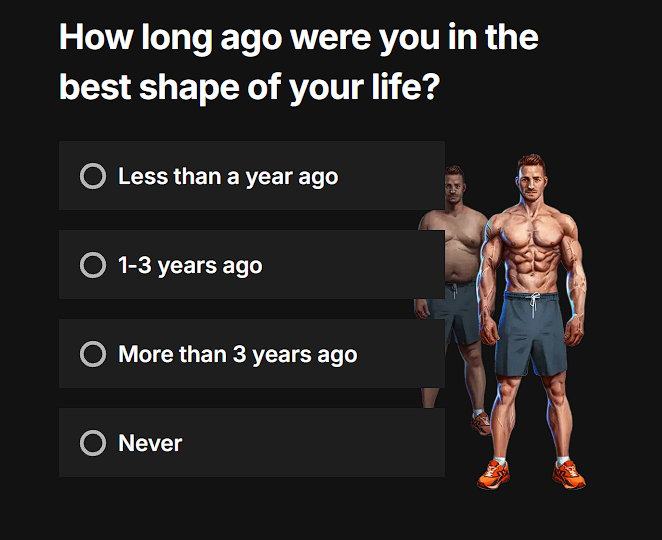 How long ago were you in the
best shape of your life?
Less than a year ago
1-3 years ago
More than 3 years ago
Never